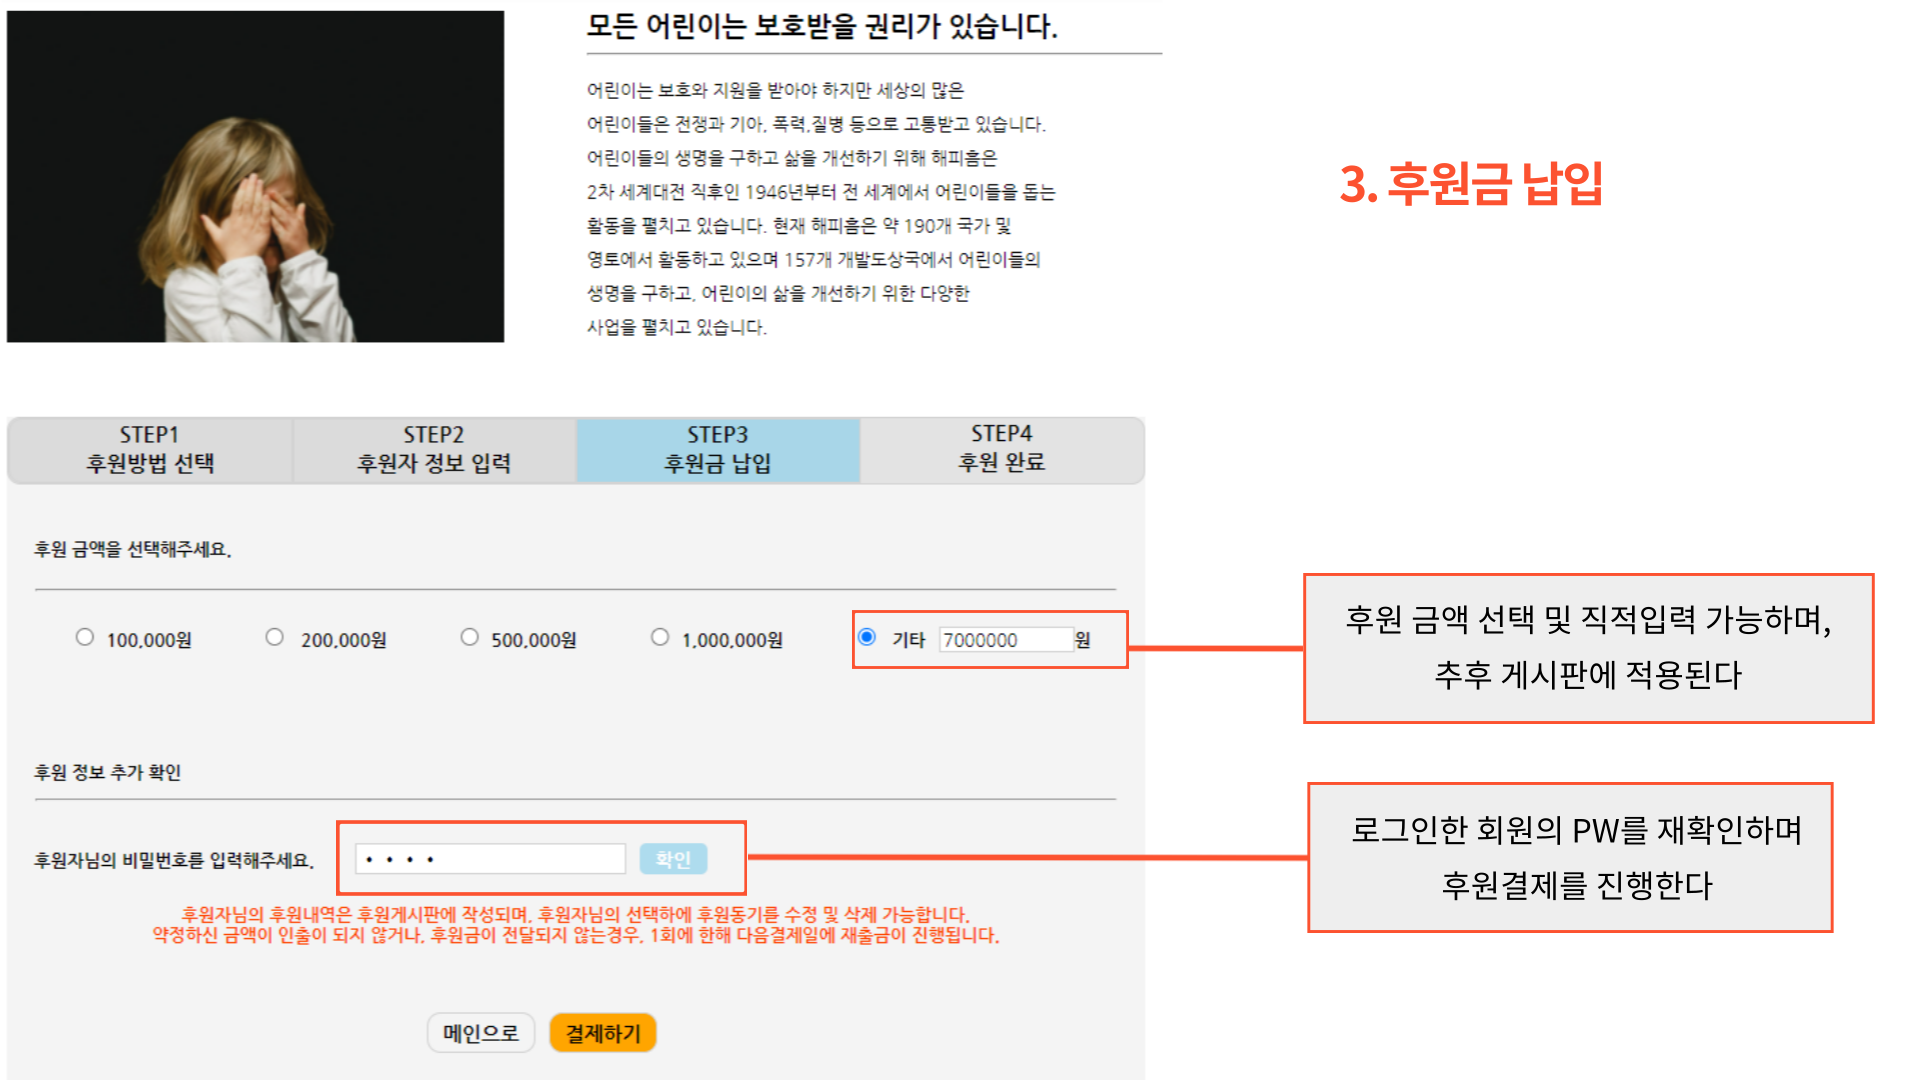 모든 어린이는 보호받을 권리가 있습니다.
어린이는 보호와 지원을 받아야 하지만 세상의 많은
어린이들은 전쟁과 기아, 폭력,질병 등으로 고통받고 있습니다.
어린이들의 생명을 구하고 삶을 개선하기 위해 해피홈은
2차 세계대전 직후인 1946년부터 전 세계에서 어린이들을 돕는
활동을 펼치고 있습니다. 현재 해피홈은 약 190개 국가 및
영토에서 활동하고 있으며 157개 개발도상국에서 어린이들의
생명을 구하고, 어린이의 삶을 개선하기 위한 다양한
사업을 펼치고 있습니다.
3. 후원금 납입
STEP1
후원방법 선택
STEP2
후원자 정보 입력
STEP3
후원금 납입
STEP4
후원 완료
후원 금액을 선택해주세요.
100,000원
200,000원
500,000원
1,000,000원
기타 7000000 원
후원 금액 선택 및 직적입력 가능하며,
추후 게시판에 적용된다
후원 정보 추가 확인
후원자님의 비밀번호를 입력해주세요.
확인
로그인한 회원의 PW를 재확인하며
후원결제를 진행한다
후원자님의 후원내역은 후원게시판에 작성되며, 후원자님의 선택하에 후원동기를 수정 및 삭제 가능합니다.
약정하신 금액이 인출이 되지 않거나, 후원금이 전달되지 않는경우, 1회에 한해 다음결제일에 재출금이 진행됩니다.
메인으로
결제하기